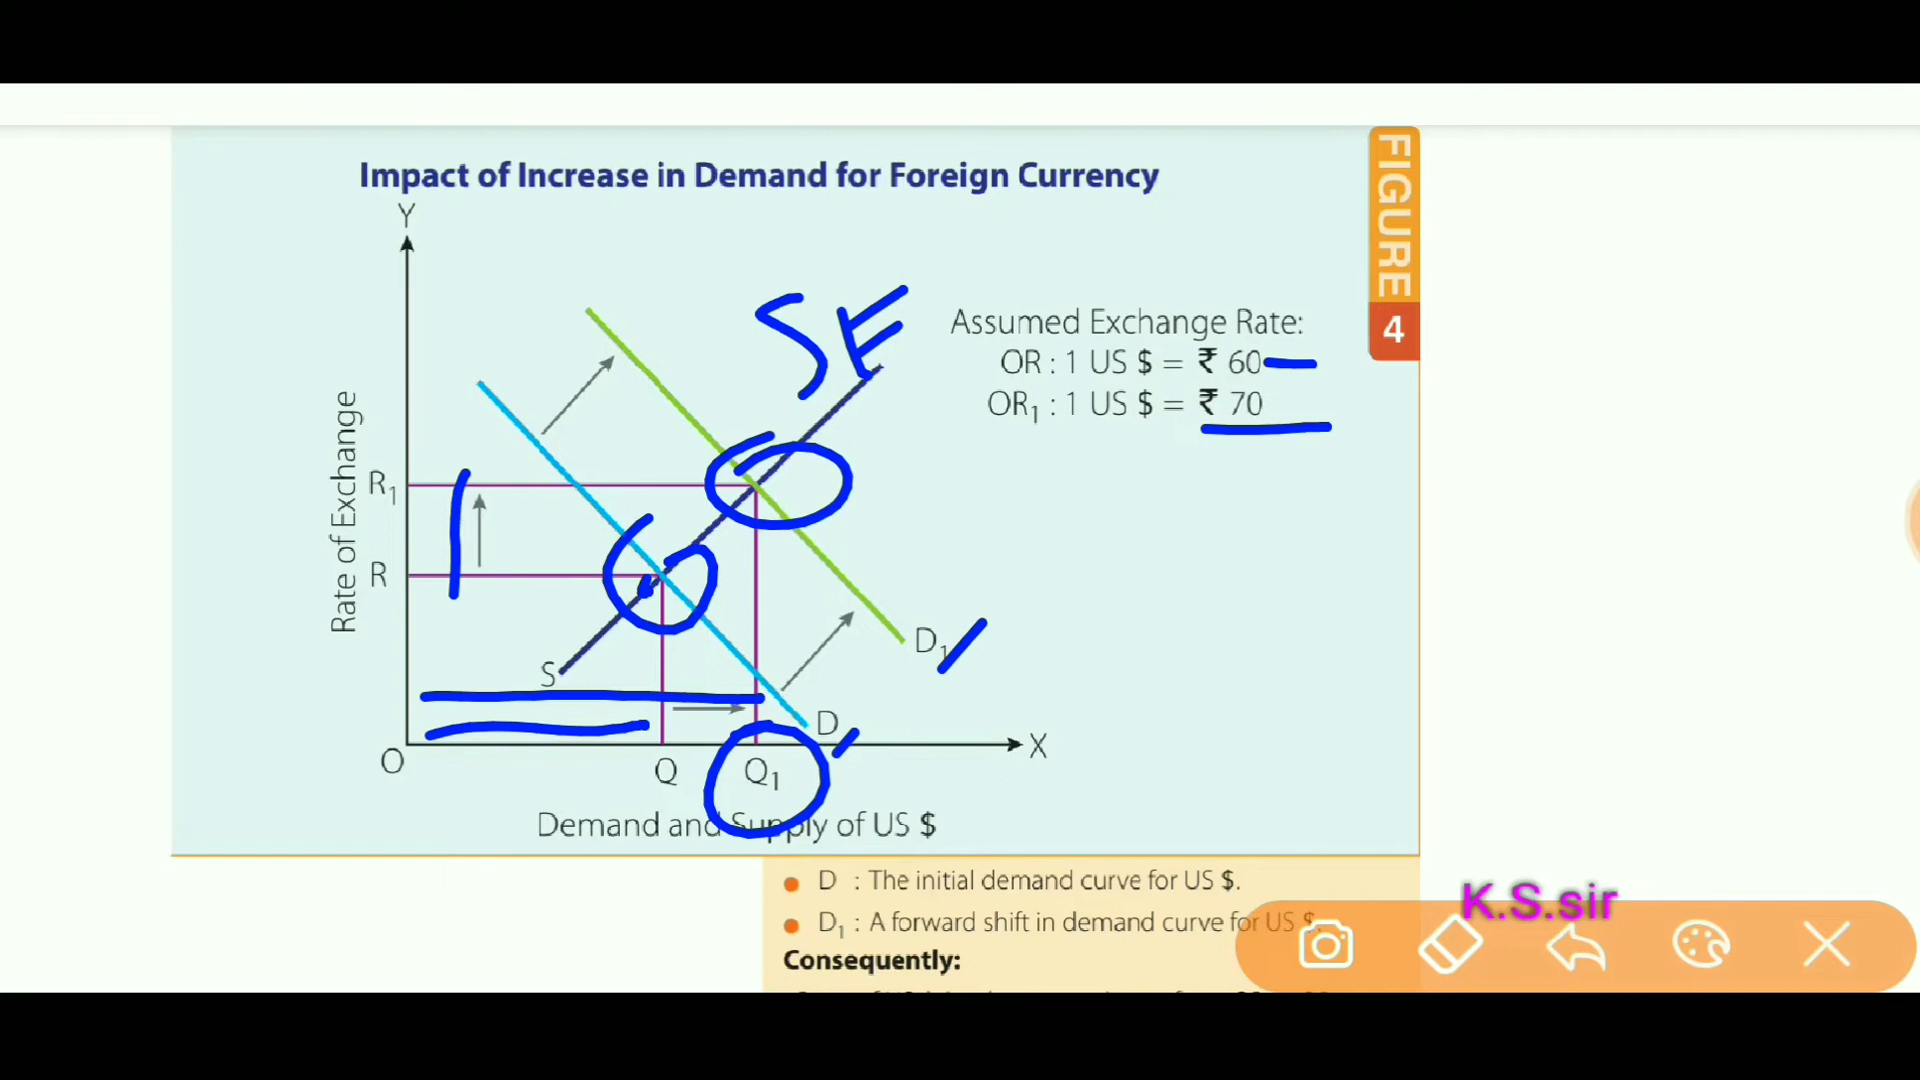 Impact of Increase in Demand for Foreign Currency
FIGURE
4
Y
SE
Assumed Exchange Rate:
OR : 1 US $ = ₹ 60
OR₁ : 1 US $ = ₹ 70
Rate of Exchange
R₁
R
S
D₁
D
O
Q
Q₁
X
Demand and Supply of US $
D : The initial demand curve for US $.
D₁ : A forward shift in demand curve for US $.
Consequently:
K.S.sir